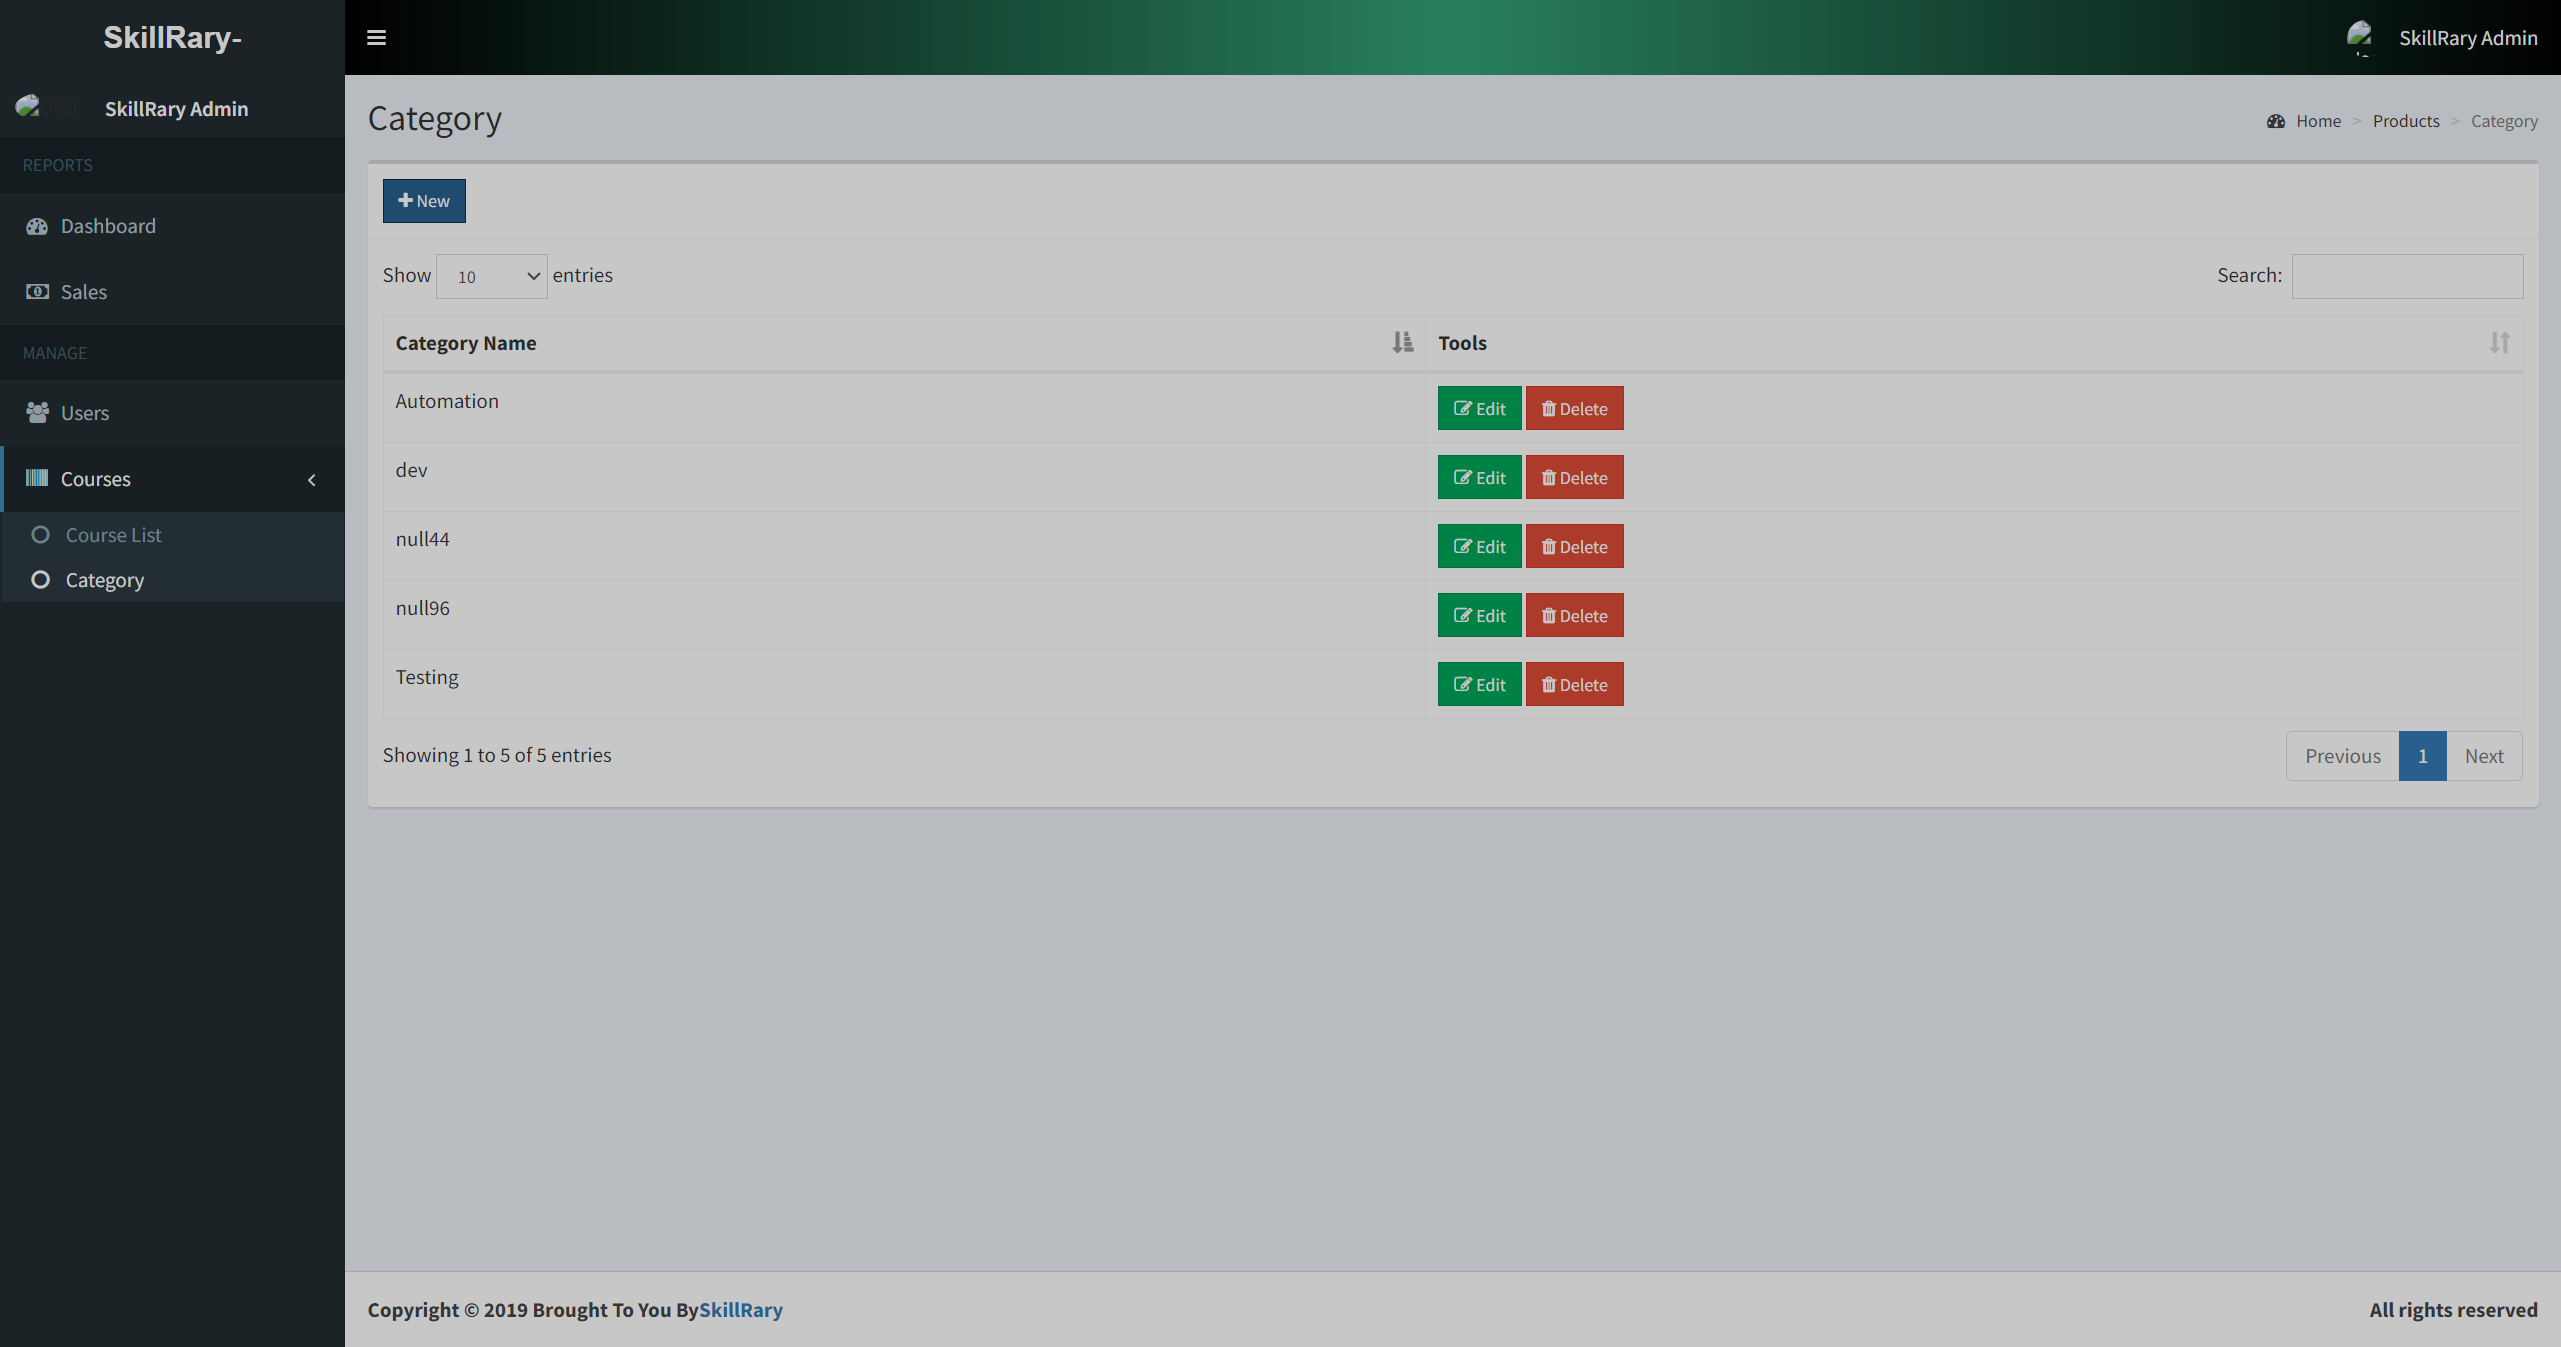 SkillRary-
SkillRary Admin
User
SkillRary Admin
REPORTS
Dashboard
Sales
MANAGE
Users
Courses
Course List
Category
Category
Home > Products > Category
New
Show 10 entries
Search:
Category Name Tools
Automation Edit Delete
dev Edit Delete
null44 Edit Delete
null96 Edit Delete
Testing Edit Delete
Showing 1 to 5 of 5 entries
Previous 1 Next
Copyright © 2019 Brought To You BySkillRary
All rights reserved